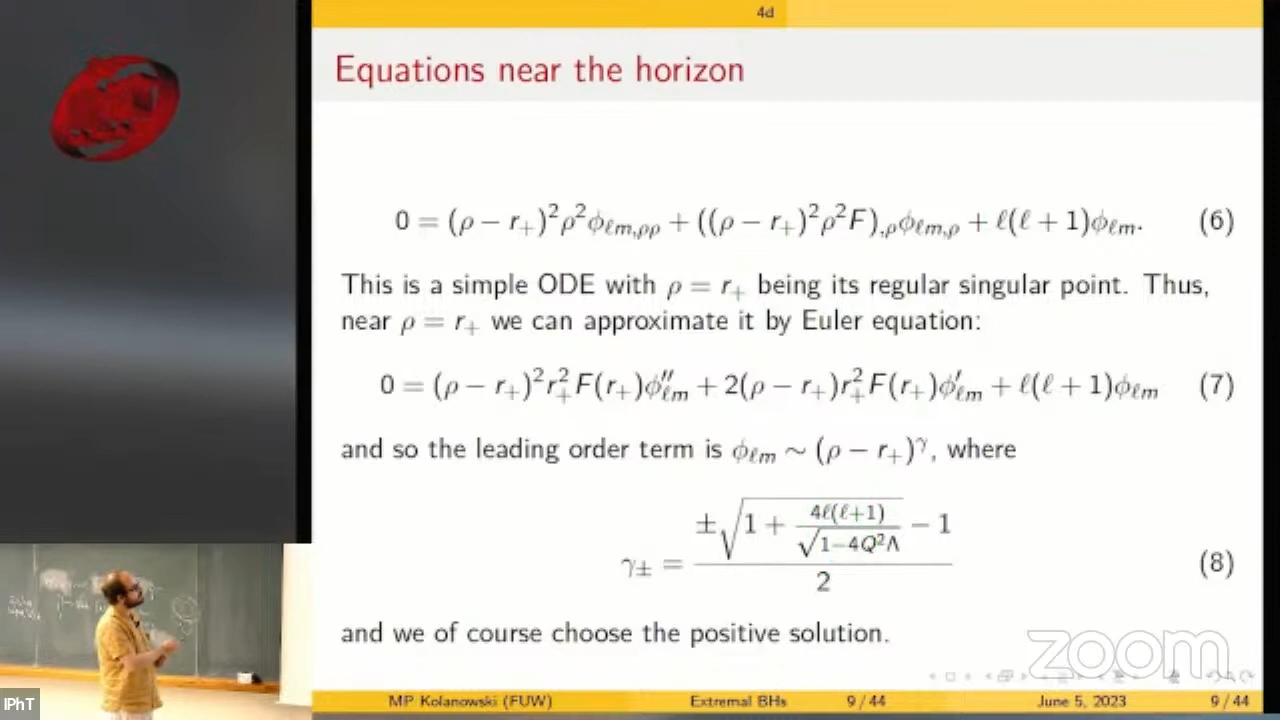 4d
Equations near the horizon
0 = (ρ − r₊)²ρ²ϕ_{ℓm,ρρ} + ((ρ − r₊)²ρ²F)_{,ρ}ϕ_{ℓm,ρ} + ℓ(ℓ + 1)ϕ_{ℓm}. (6)
This is a simple ODE with ρ = r₊ being its regular singular point. Thus,
near ρ = r₊ we can approximate it by Euler equation:
0 = (ρ − r₊)²r₊²F(r₊)ϕ″_{ℓm} + 2(ρ − r₊)r₊²F(r₊)ϕ′_{ℓm} + ℓ(ℓ + 1)ϕ_{ℓm} (7)
and so the leading order term is ϕ_{ℓm} ∼ (ρ − r₊)^γ, where
γ± = (±√(1 + 4ℓ(ℓ+1)/√(1−4Q²Λ)) − 1)/2 (8)
and we of course choose the positive solution.
zoom
IPhT
MP Kolanowski (FUW) Extremal BHs 9 / 44 June 5, 2023 9 / 44